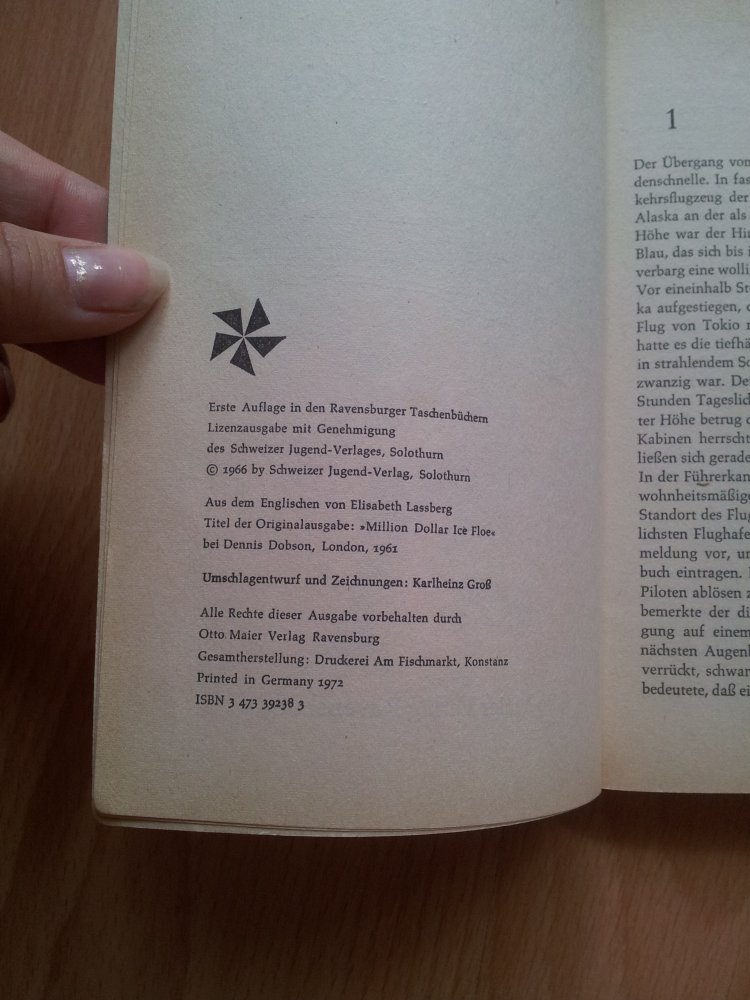 Erste Auflage in den Ravensburger Taschenbüchern
Lizenzausgabe mit Genehmigung
des Schweizer Jugend-Verlages, Solothurn
© 1966 by Schweizer Jugend-Verlag, Solothurn
Aus dem Englischen von Elisabeth Lassberg
Titel der Originalausgabe: »Million Dollar Ice Floe«
bei Dennis Dobson, London, 1961
Umschlagentwurf und Zeichnungen: Karlheinz Groß
Alle Rechte dieser Ausgabe vorbehalten durch
Otto Maier Verlag Ravensburg
Gesamtherstellung: Druckerei Am Fischmarkt, Konstanz
Printed in Germany 1972
ISBN 3 473 39238 3
1
Der Übergang von
denschnelle. In fas
kehrsflugzeug der
Alaska an der als
Höhe war der Hi
Blau, das sich bis
verbarg eine wolli
Vor eineinhalb St
ka aufgestiegen,
Flug von Tokio
hatte es die tiefhä
in strahlendem S
zwanzig war. De
Stunden Tageslic
ter Höhe betrug
Kabinen herrscht
ließen sich gerade
In der Führerkan
wohnheitsmäßig
Standort des Flug
lichsten Flughafe
meldung vor, un
buch eintragen.
Piloten ablösen z
bemerkte der di
gung auf einem
nächsten Augenb
verrückt, schwan
bedeutete, daß ei